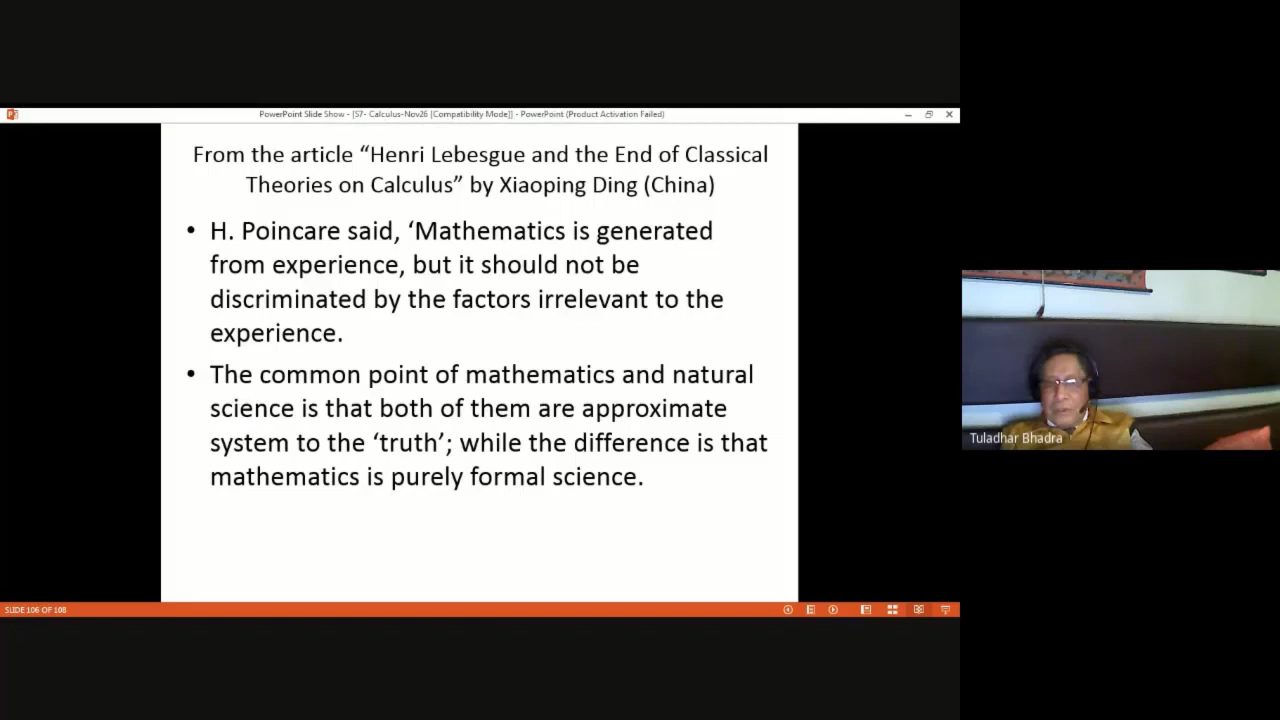 PowerPoint Slide Show - [S7- Calculus-Nov26 [Compatibility Mode]] - PowerPoint (Product Activation Failed)
From the article “Henri Lebesgue and the End of Classical
Theories on Calculus” by Xiaoping Ding (China)
• H. Poincare said, ‘Mathematics is generated
from experience, but it should not be
discriminated by the factors irrelevant to the
experience.
• The common point of mathematics and natural
science is that both of them are approximate
system to the ‘truth’; while the difference is that
mathematics is purely formal science.
Tuladhar Bhadra
SLIDE 106 OF 108